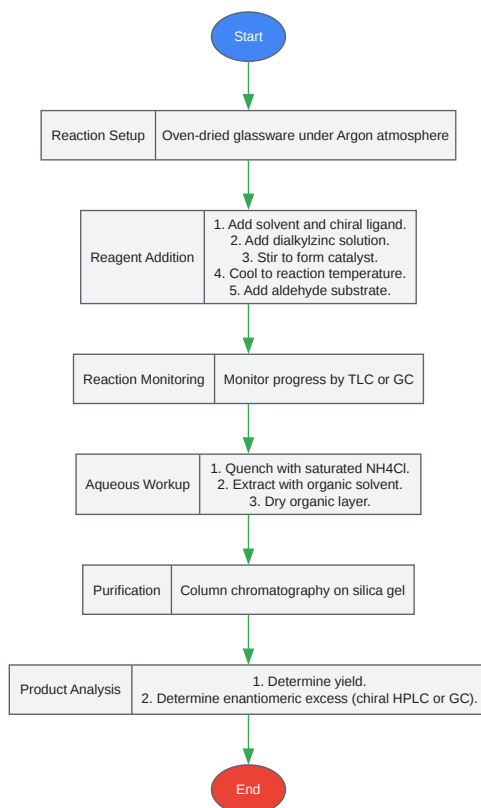 Start
Reaction Setup
Oven-dried glassware under Argon atmosphere
Reagent Addition
1. Add solvent and chiral ligand.
2. Add dialkylzinc solution.
3. Stir to form catalyst.
4. Cool to reaction temperature.
5. Add aldehyde substrate.
Reaction Monitoring
Monitor progress by TLC or GC
Aqueous Workup
1. Quench with saturated NH4Cl.
2. Extract with organic solvent.
3. Dry organic layer.
Purification
Column chromatography on silica gel
Product Analysis
1. Determine yield.
2. Determine enantiomeric excess (chiral HPLC or GC).
End